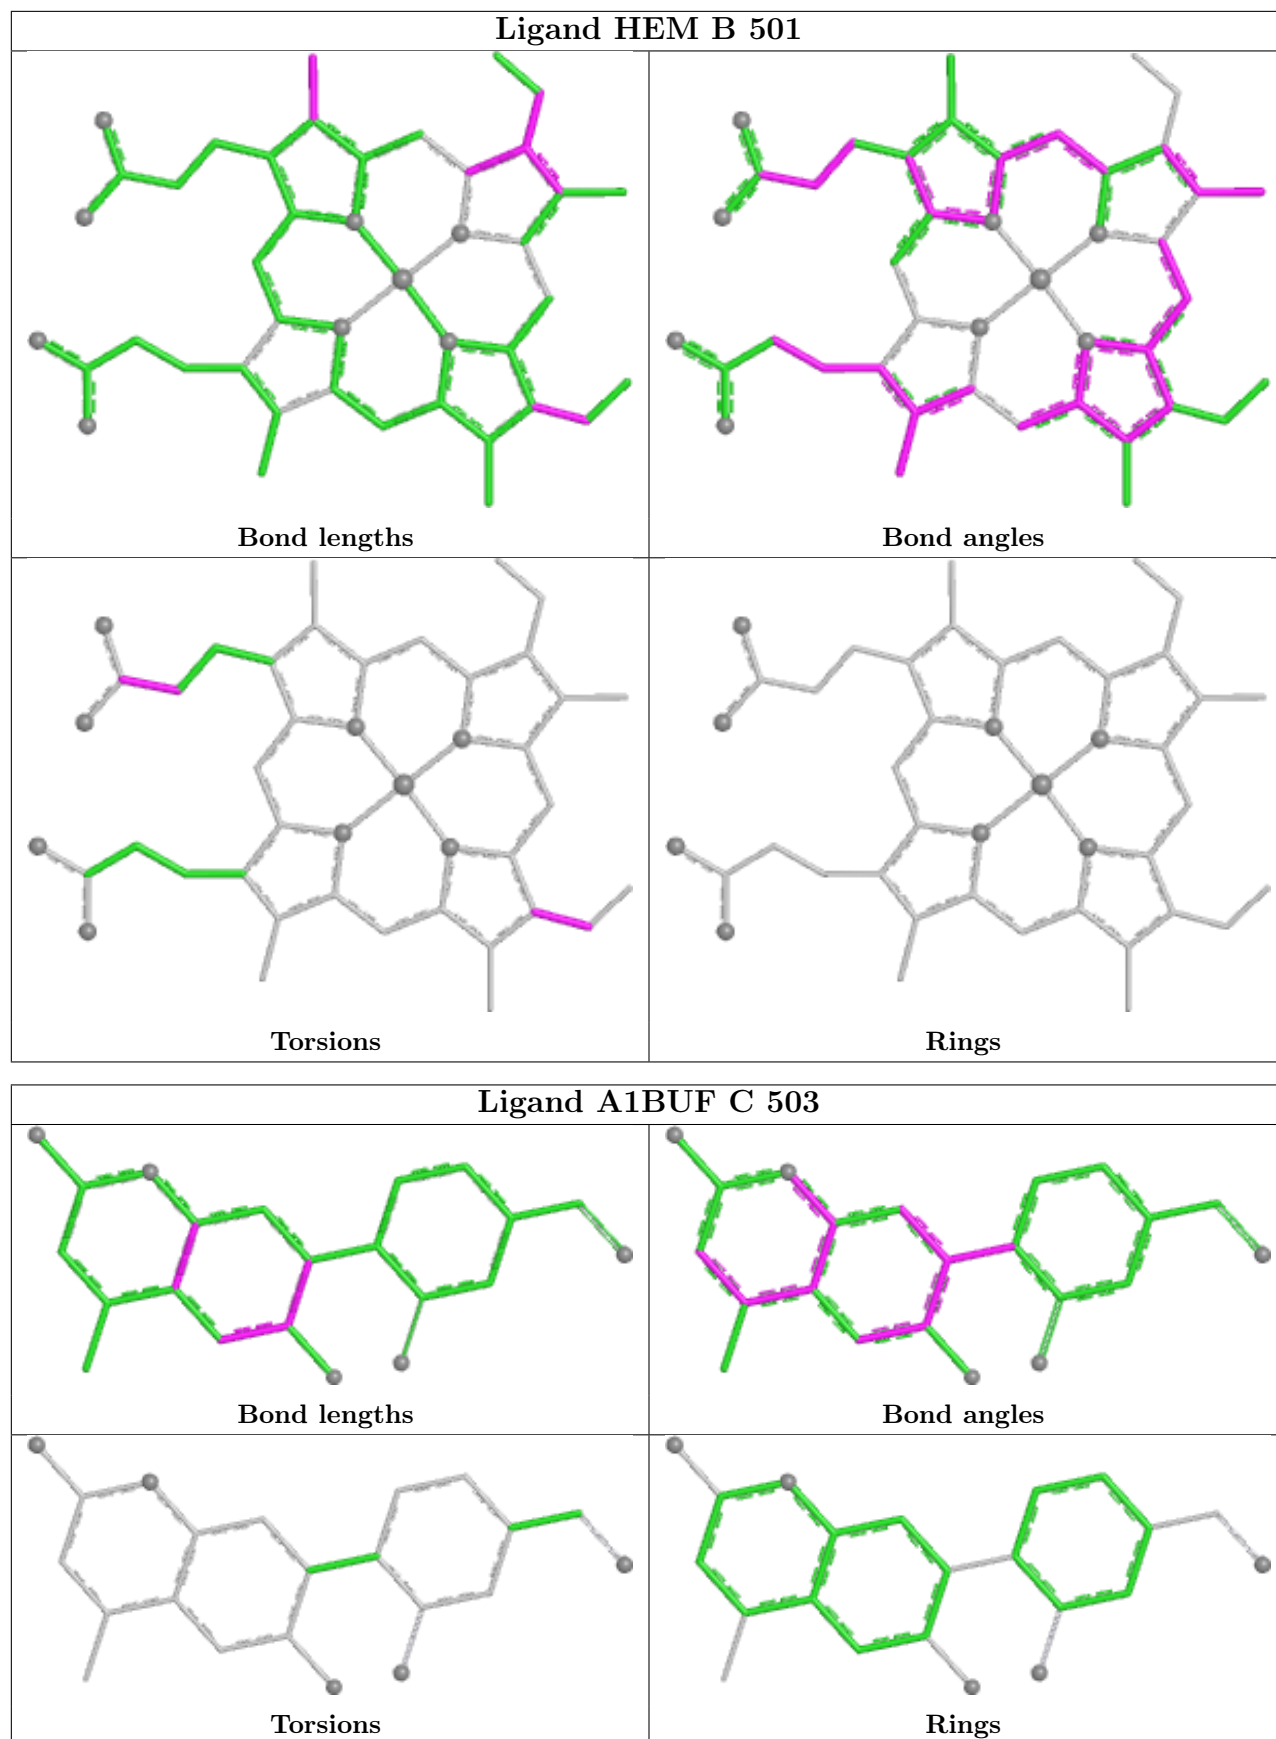 Ligand HEM B 501
Bond lengths
Bond angles
Torsions
Rings
Ligand A1BUF C 503
Bond lengths
Bond angles
Torsions
Rings